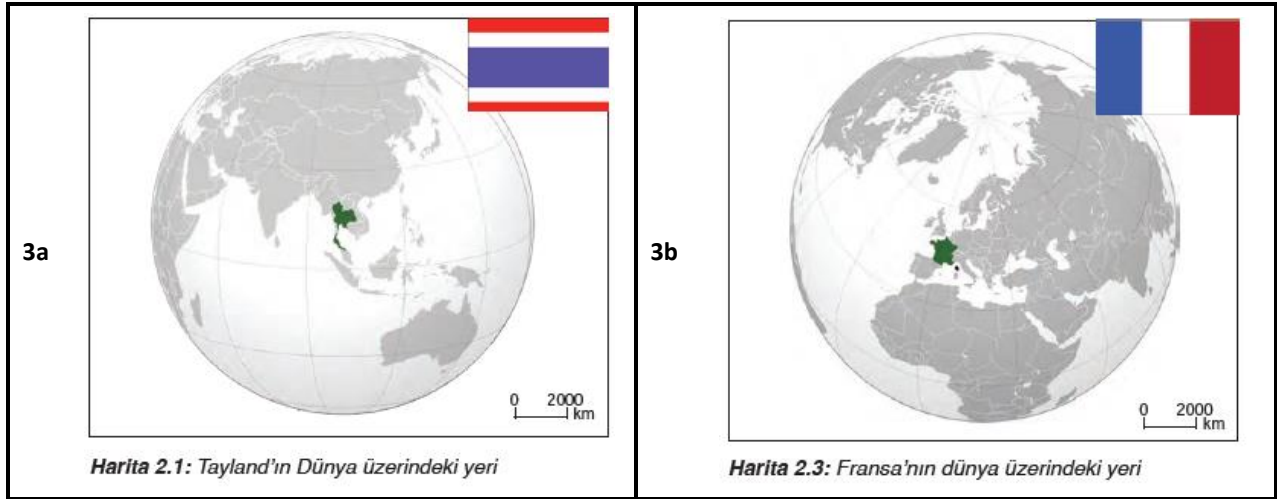 3a
0 2000
km
Harita 2.1: Tayland'ın Dünya üzerindeki yeri
3b
0 2000
km
Harita 2.3: Fransa'nın dünya üzerindeki yeri